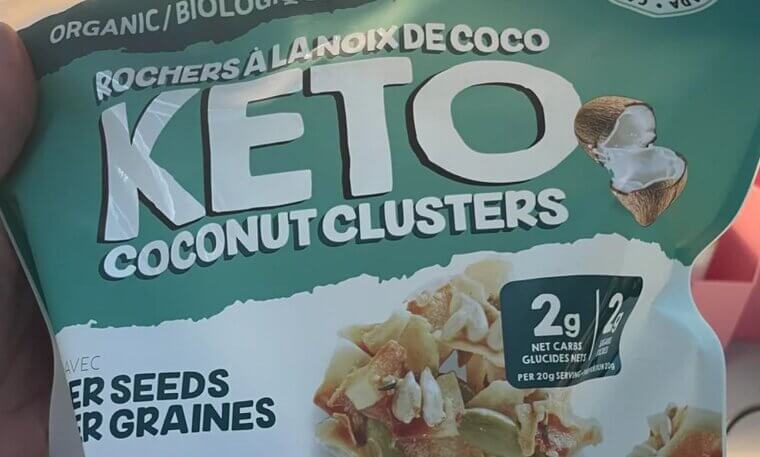 ORGANIC/BIOLOGI
ROCHERS À LA NOIX DE COCO
KETO
COCONUT CLUSTERS
2g
NET CARBS
GLUCIDES NETS
PER 20g SERVING
2g
AVEC
ER SEEDS
ER GRAINES